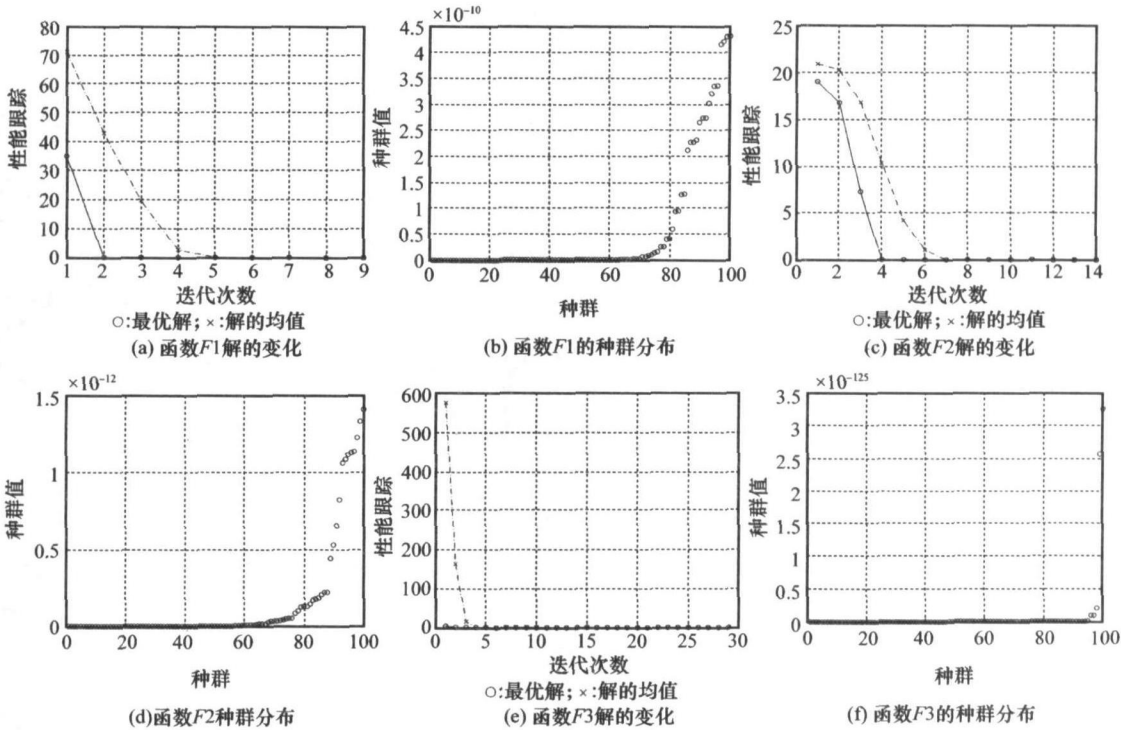 80
70
60
50
40
30
20
10
0
性能跟踪
1 2 3 4 5 6 7 8 9
迭代次数
○:最优解; ×:解的均值
(a) 函数F1解的变化
×10⁻¹⁰
4.5
4
3.5
3
2.5
2
1.5
1
0.5
0
种群值
0 20 40 60 80 100
种群
(b) 函数F1的种群分布
25
20
15
10
5
0
性能跟踪
0 2 4 6 8 10 12 14
迭代次数
○:最优解; ×:解的均值
(c) 函数F2解的变化
×10⁻¹²
1.5
1
0.5
0
种群值
0 20 40 60 80 100
种群
(d)函数F2种群分布
600
500
400
300
200
100
0
性能跟踪
0 5 10 15 20 25 30
迭代次数
○:最优解; ×:解的均值
(e) 函数F3解的变化
×10⁻¹²⁵
3.5
3
2.5
2
1.5
1
0.5
0
种群值
0 20 40 60 80 100
种群
(f) 函数F3的种群分布